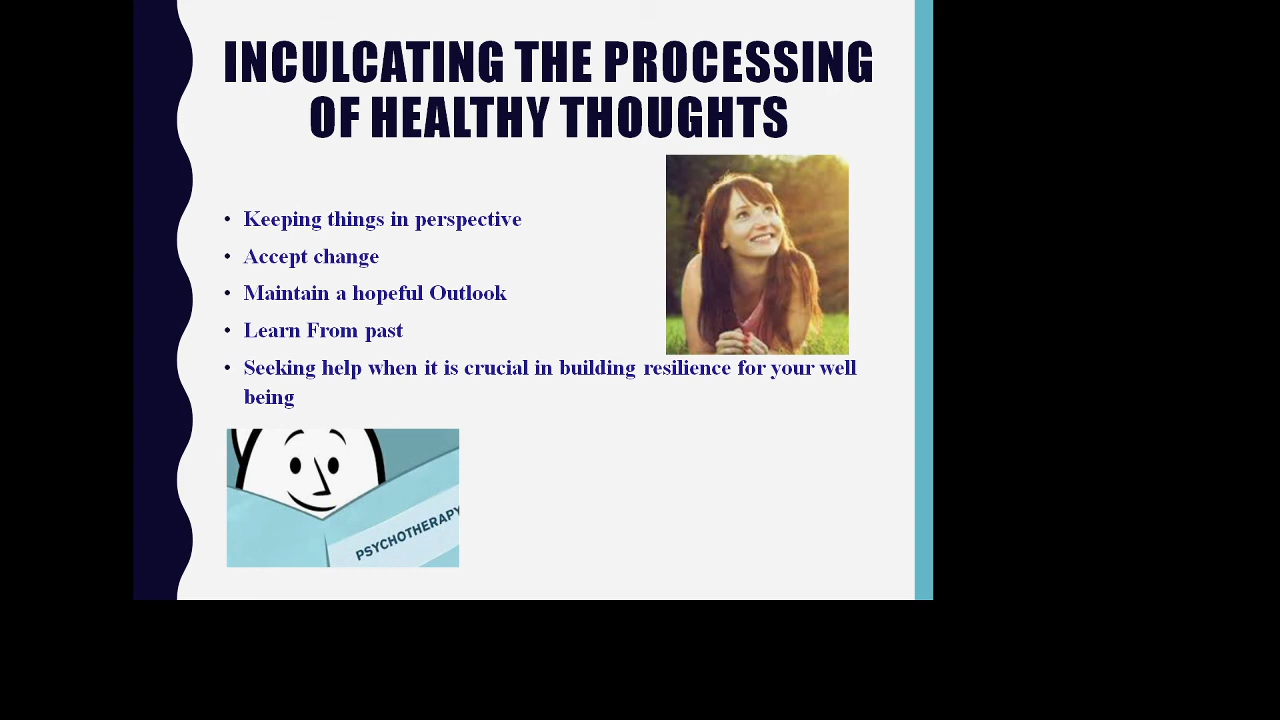 INCULCATING THE PROCESSING
OF HEALTHY THOUGHTS
• Keeping things in perspective
• Accept change
• Maintain a hopeful Outlook
• Learn From past
• Seeking help when it is crucial in building resilience for your well
being
PSYCHOTHERAPY